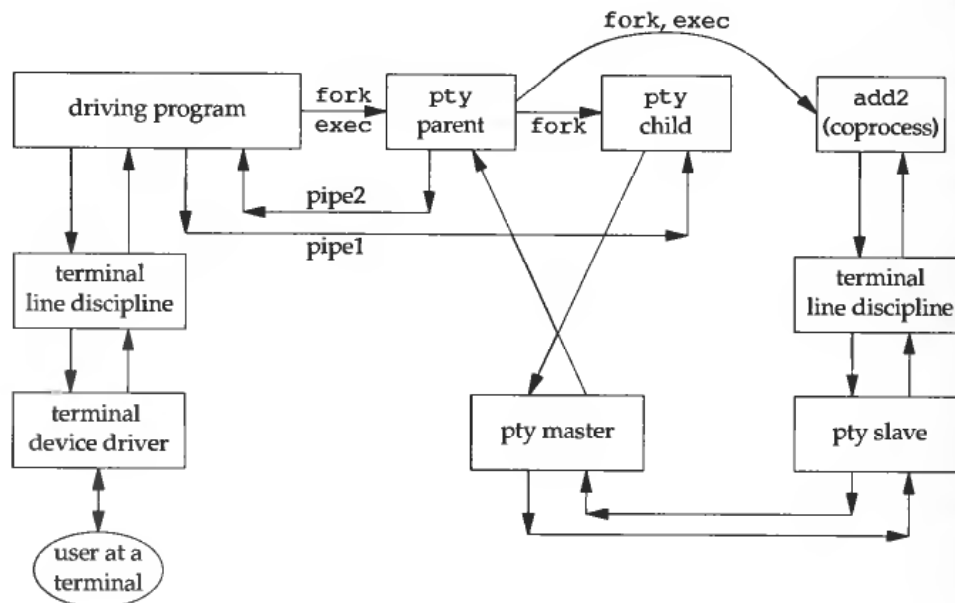 fork, exec
driving program
fork
exec
pty
parent
fork
pty
child
add2
(coprocess)
pipe2
pipe1
terminal
line discipline
terminal
line discipline
terminal
device driver
pty master
pty slave
user at a
terminal